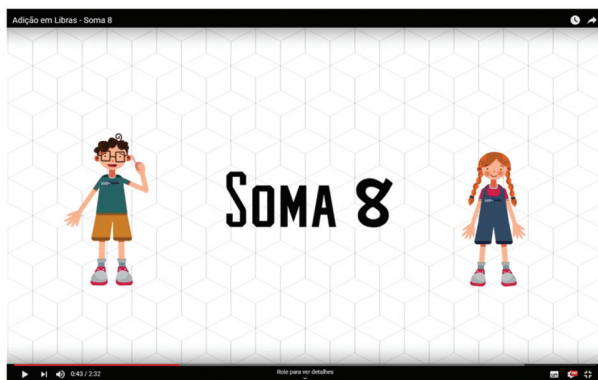 Adição em Libras - Soma 8
SOMA 8
0:43 / 2:32
Role para ver detalhes